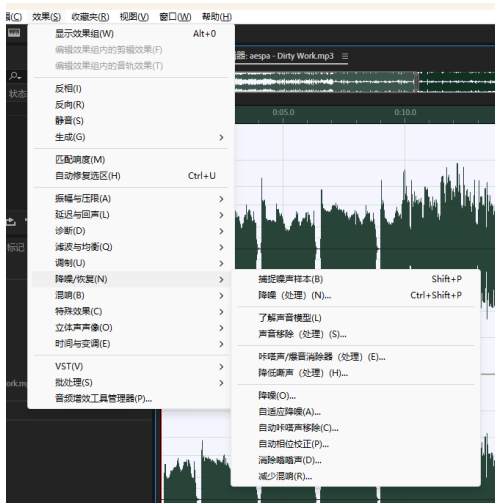 效果(S) 收藏夹(R) 视图(V) 窗口(W) 帮助(H)
显示效果组(W) Alt+0
编辑效果组内的剪辑效果(F)
编辑效果组内的音轨效果(T)
器: aespa - Dirty Work.mp3
状态
反相(I)
反向(R)
0:05.0 0:10.0
静音(S)
生成(G)
匹配响度(M)
自动修复选区(H) Ctrl+U
振幅与压限(A)
延迟与回声(L)
诊断(D)
标记
滤波与均衡(Q)
调制(U)
降噪/恢复(N)
混响(B)
特殊效果(C)
立体声声像(O)
时间与变调(E)
VST(V)
批处理(S)
ork.m
音频增效工具管理器(P)...
捕捉噪声样本(B) Shift+P
降噪（处理）(N)... Ctrl+Shift+P
了解声音模型(L)
声音移除（处理）(S)...
咔嗒声/爆音消除器（处理）(E)...
降低嘶声（处理）(H)...
降噪(O)...
自适应降噪(A)...
自动咔嗒声移除(C)...
自动相位校正(P)...
消除嗡嗡声(D)...
减少混响(R)...